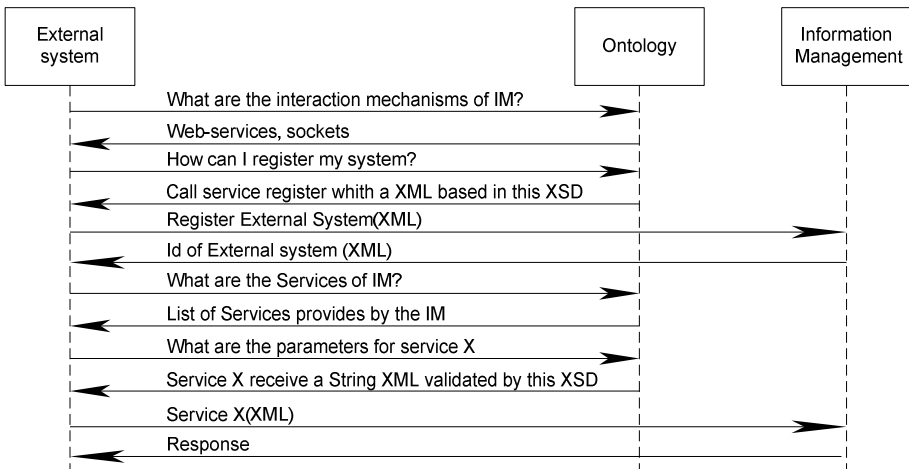 External
system
Ontology
Information
Management
What are the interaction mechanisms of IM?
Web-services, sockets
How can I register my system?
Call service register whith a XML based in this XSD
Register External System(XML)
Id of External system (XML)
What are the Services of IM?
List of Services provides by the IM
What are the parameters for service X
Service X receive a String XML validated by this XSD
Service X(XML)
Response